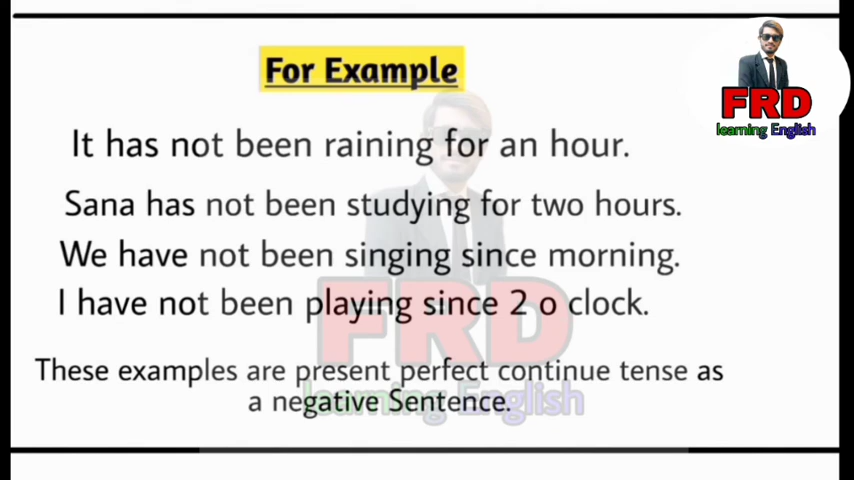 For Example
FRD
learning English
It has not been raining for an hour.
Sana has not been studying for two hours.
We have not been singing since morning.
I have not been playing since 2 o clock.
FRD
These examples are present perfect continue tense as
a negative Sentence.
learning English